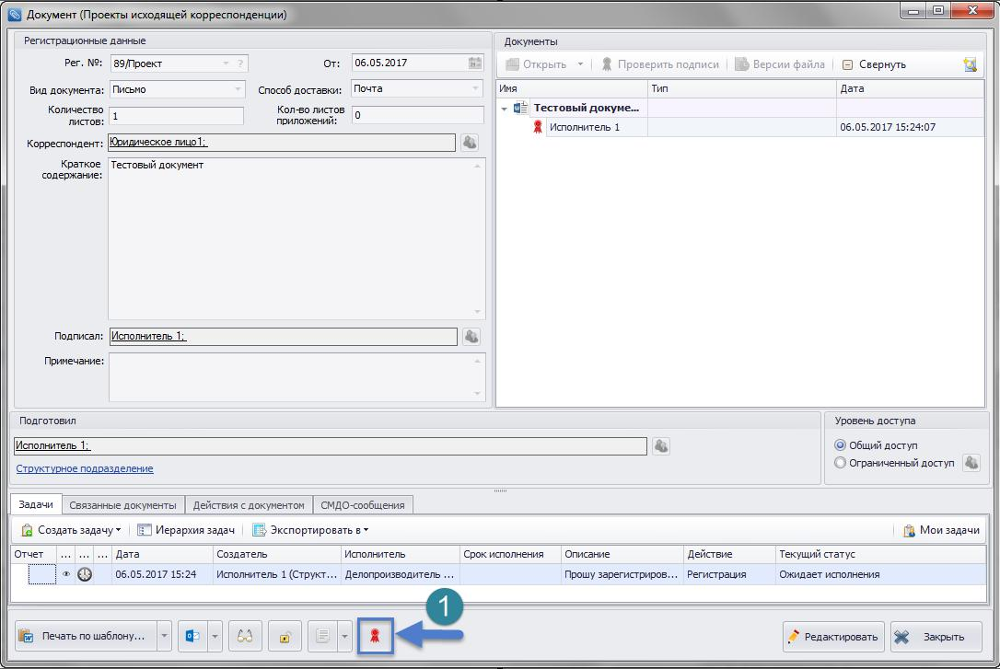 Документ (Проекты исходящей корреспонденции)
Регистрационные данные
Рег. №: 89/Проект ? От: 06.05.2017
Вид документа: Письмо Способ доставки: Почта
Количество листов: 1 Кол-во листов приложений: 0
Корреспондент: Юридическое лицо1;
Краткое содержание: Тестовый документ
Подписал: Исполнитель 1;
Примечание:
Документы
Открыть Проверить подписи Версии файла Свернуть
Имя Тип Дата
Тестовый докуме...
Исполнитель 1 06.05.2017 15:24:07
Подготовил
Исполнитель 1;
Структурное подразделение
Уровень доступа
Общий доступ
Ограниченный доступ
Задачи Связанные документы Действия с документом СМДО-сообщения
Создать задачу Иерархия задач Экспортировать в Мои задачи
Отчет ... ... ... Дата Создатель Исполнитель Срок исполнения Описание Действие Текущий статус
06.05.2017 15:24 Исполнитель 1 (Структ... Делопроизводитель ... Прошу зарегистриров... Регистрация Ожидает исполнения
1
Печать по шаблону... Редактировать Закрыть